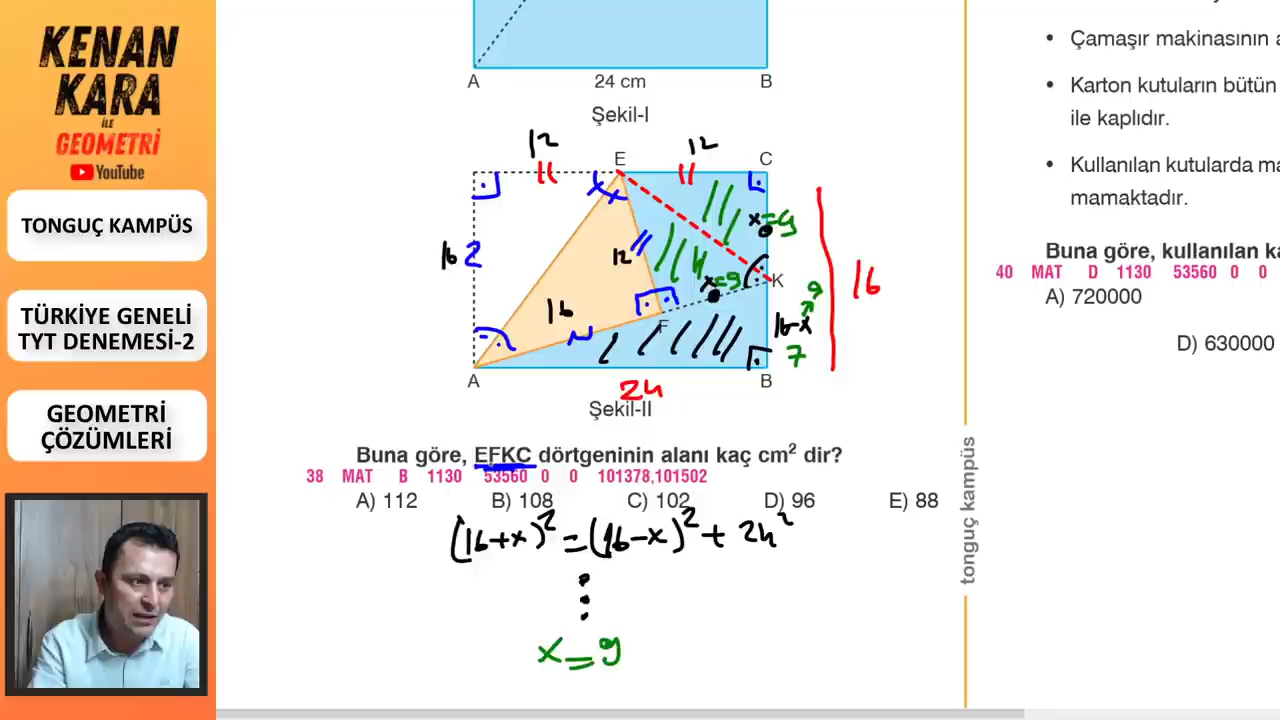 KENAN
KARA
İLE
GEOMETRİ
YouTube
TONGUÇ KAMPÜS
TÜRKİYE GENELİ
TYT DENEMESİ-2
GEOMETRİ
ÇÖZÜMLERİ
A
24 cm
B
Şekil-I
12
12
E
C
16
12
x=9
16
x=9
K
16
F
16-x
9
7
A
24
B
Şekil-II
Buna göre, EFKC dörtgeninin alanı kaç cm² dir?
38 MAT B 1130 53560 0 0 101378,101502
A) 112 B) 108 C) 102 D) 96 E) 88
(16+x)² = (16-x)² + 24²
x=9
tonguç kampüs
• Çamaşır makinasının
• Karton kutuların bütün
ile kaplıdır.
• Kullanılan kutularda
mamaktadır.
Buna göre, kullanılan
40 MAT D 1130 53560 0 0
A) 720000
D) 630000